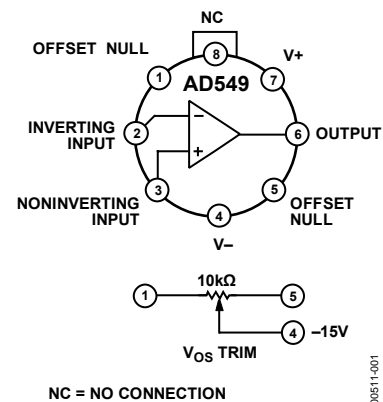 NC
8
OFFSET NULL
V+
1
AD549
7
INVERTING
INPUT
2
−
6
OUTPUT
+
NONINVERTING
INPUT
3
5
OFFSET
NULL
4
V−
10kΩ
1
5
4
−15V
VOS TRIM
NC = NO CONNECTION
00511-001